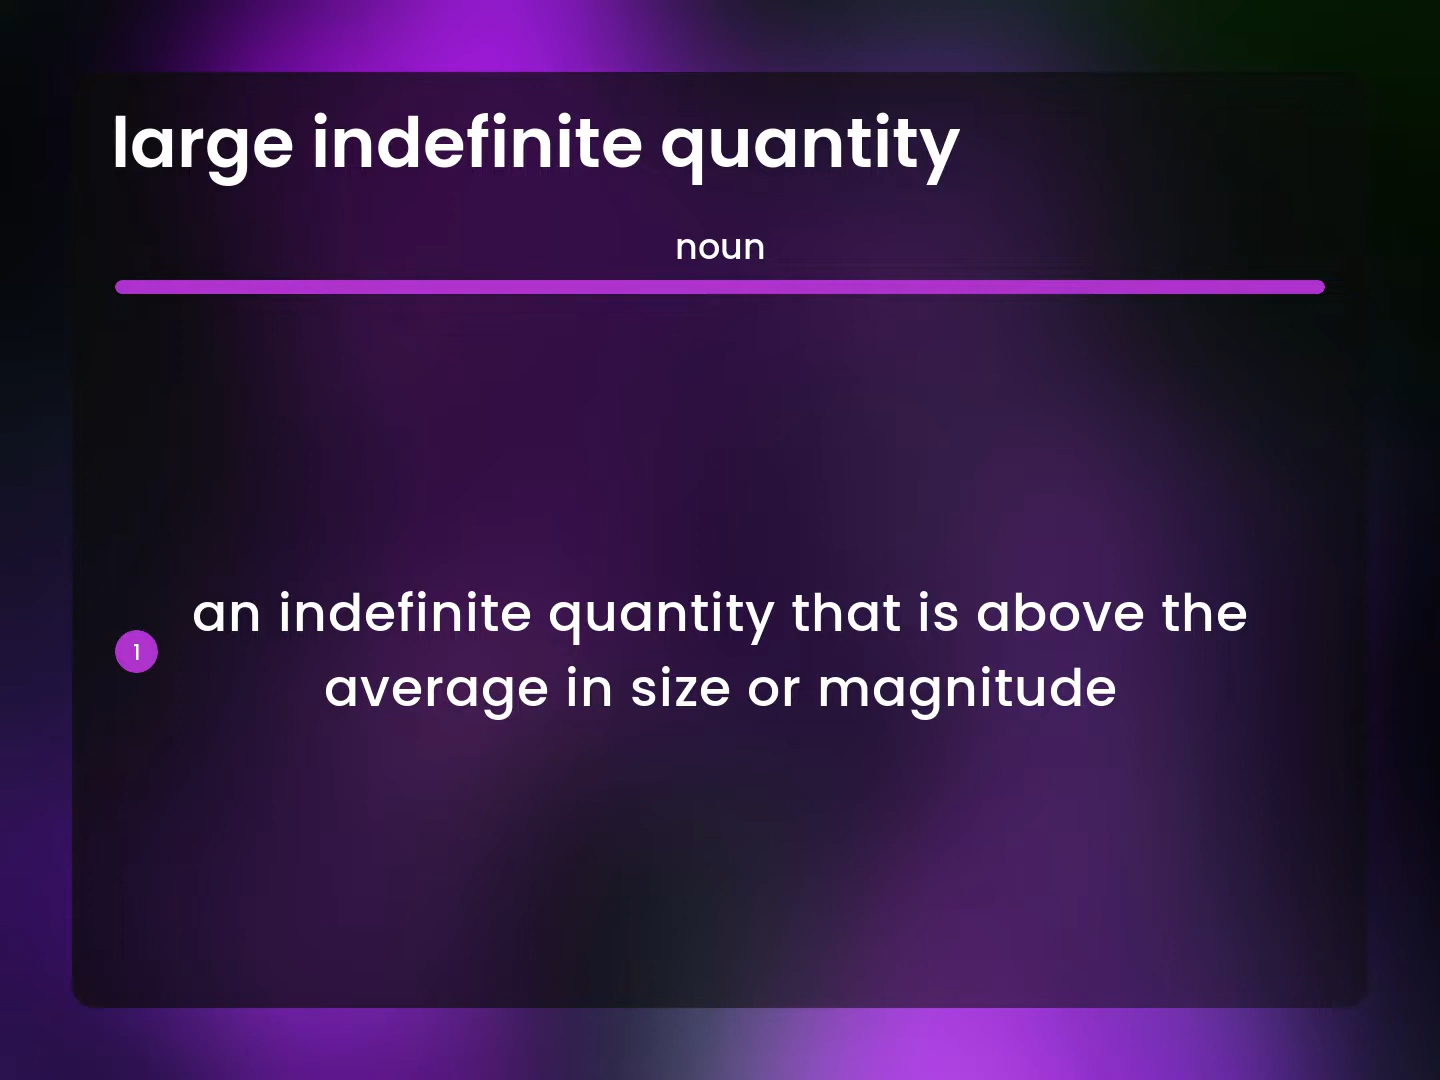 large indefinite quantity
noun
1
an indefinite quantity that is above the
average in size or magnitude